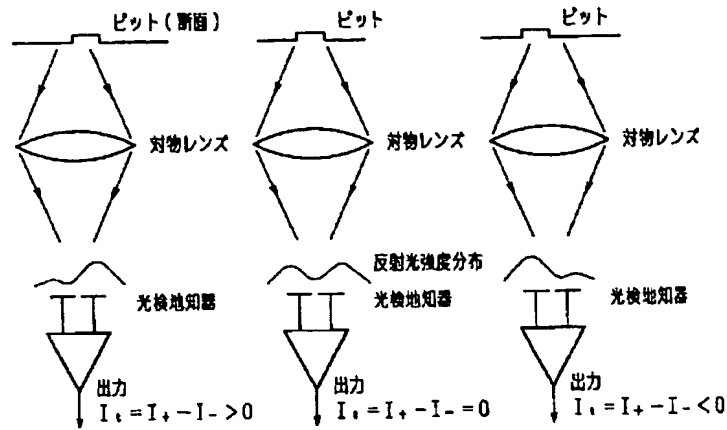 ピット(断面)
ピット
ピット
対物レンズ
対物レンズ
対物レンズ
反射光強度分布
光検地知器
光検地知器
光検地知器
出力
出力
出力
Iₜ=I₊-I₋>0
Iₜ=I₊-I₋=0
Iₜ=I₊-I₋<0